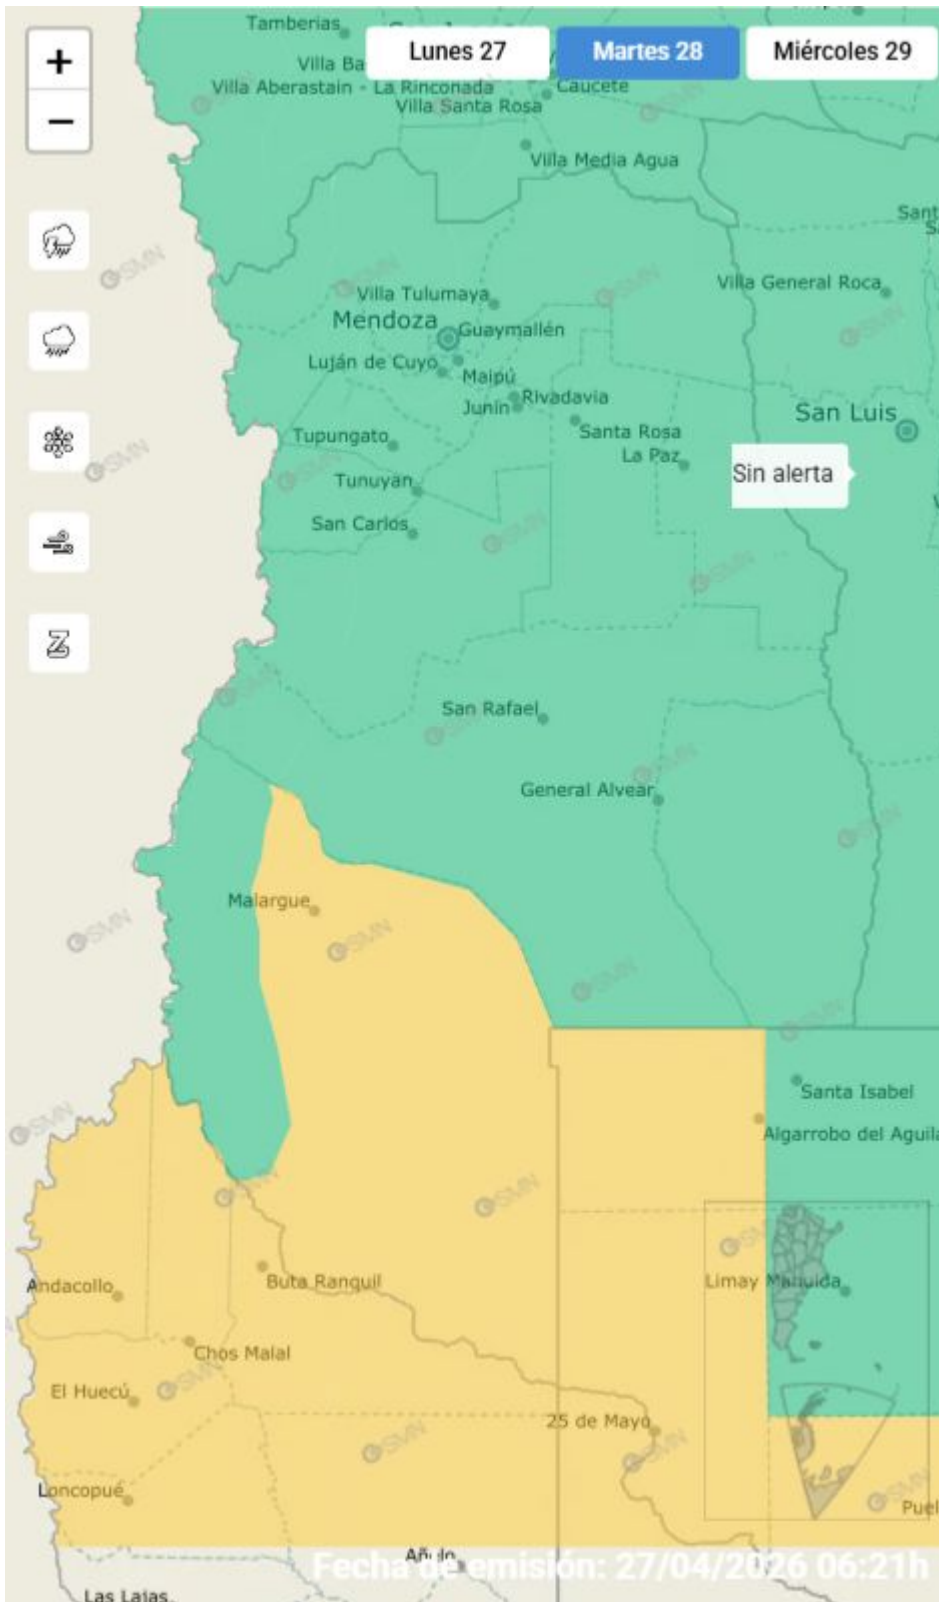 Tamberias
Lunes 27
Martes 28
Miércoles 29
+
−
Villa Aberastain - La Rinconada
Caucete
Villa Santa Rosa
Villa Media Agua
Villa General Roca
Villa Tulumaya
Mendoza
Guaymallén
Luján de Cuyo
Maipú
Rivadavia
Junín
San Luis
Tupungato
Santa Rosa
La Paz
Sin alerta
Tunuyán
San Carlos
San Rafael
General Alvear
Malargue
Santa Isabel
Algarrobo del Aguila
Andacollo
Buta Ranquil
Limay Mahuida
Chos Malal
El Huecú
25 de Mayo
Loncopué
Añelo
Fecha de emisión: 27/04/2026 06:21h
Las Lajas
SMN